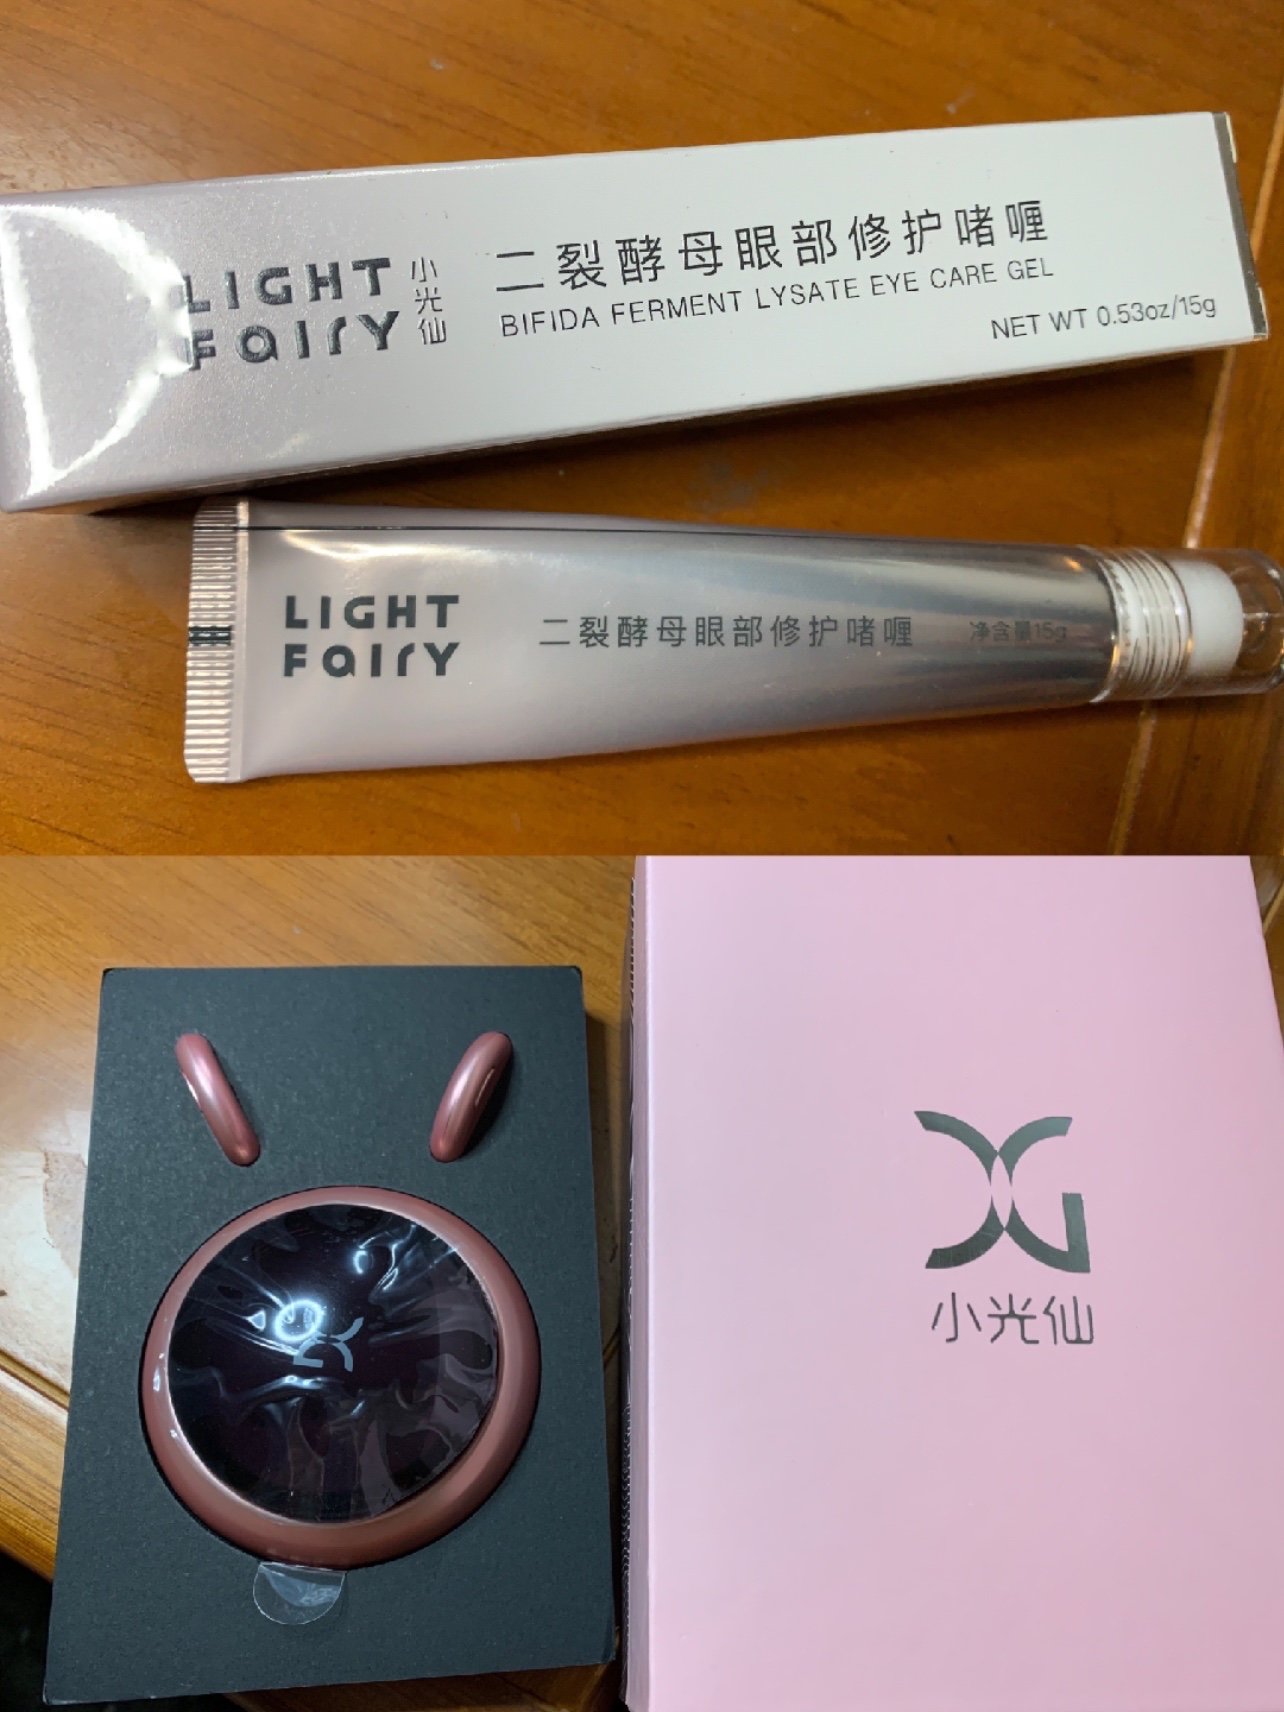 LIGHT
FAIRY
小光仙
二裂酵母眼部修护啫喱
BIFIDA FERMENT LYSATE EYE CARE GEL
NET WT 0.53oz/15g
LIGHT
FAIRY
二裂酵母眼部修护啫喱
净含量15g
XG
小光仙